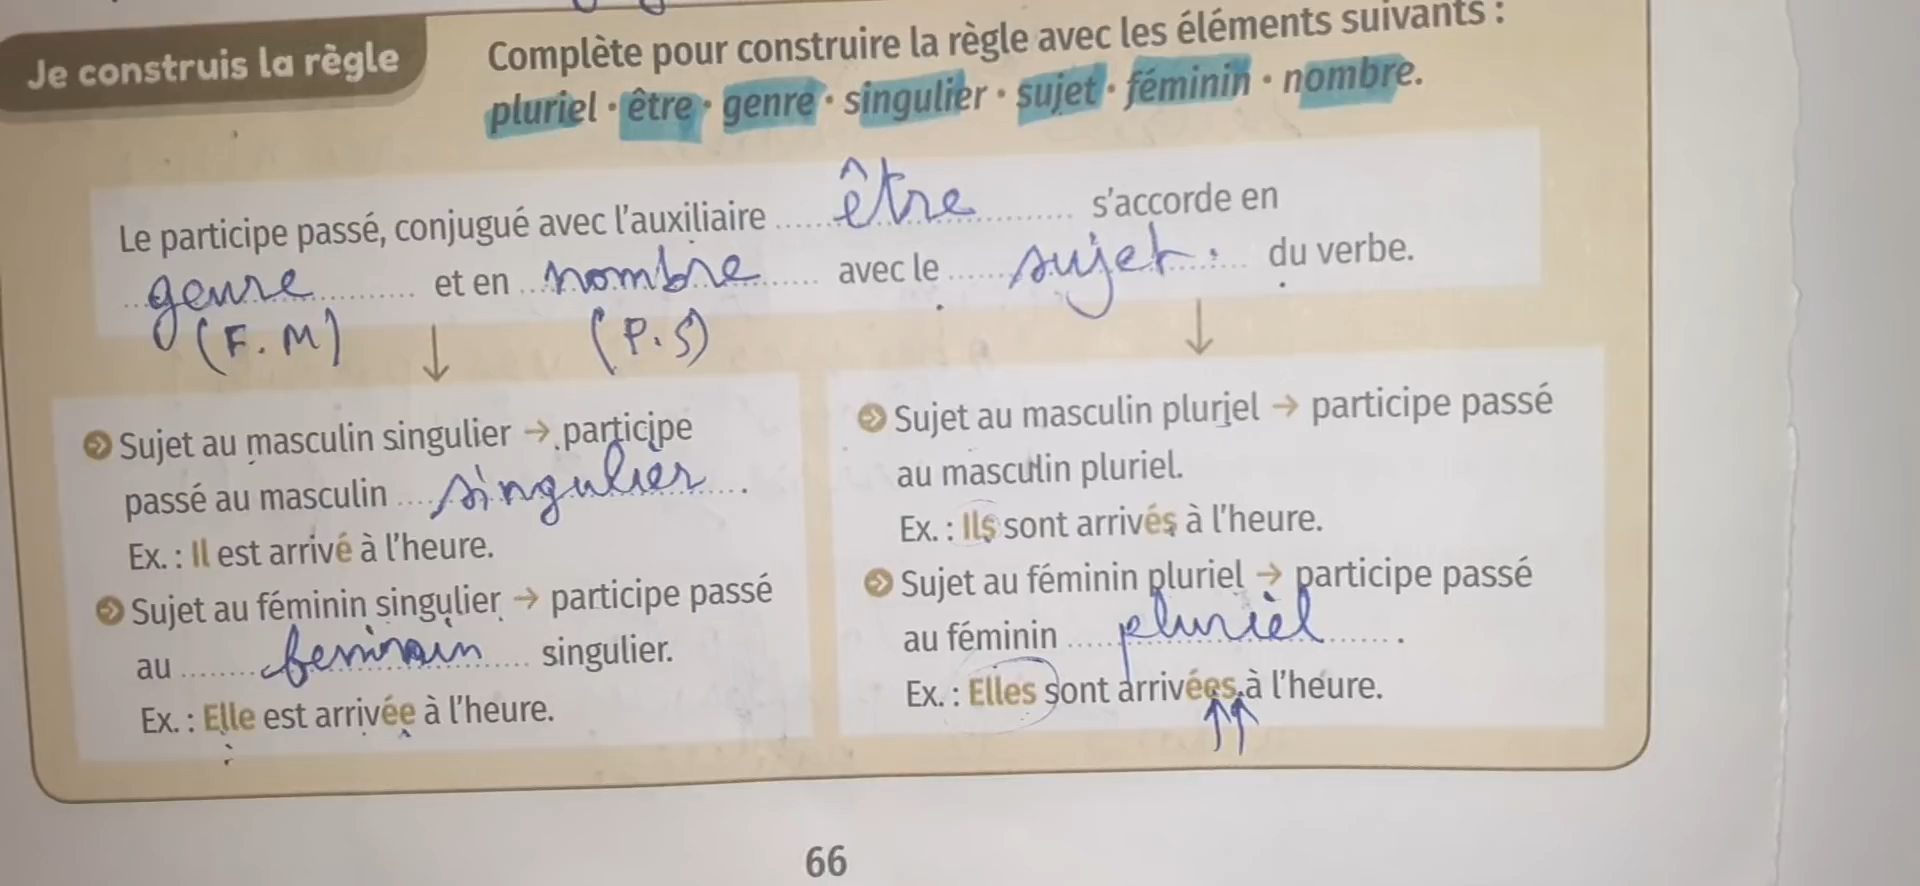 Je construis la règle
Complète pour construire la règle avec les éléments suivants :
pluriel · être · genre · singulier · sujet · féminin · nombre.
Le participe passé, conjugué avec l'auxiliaire être s'accorde en
genre et en nombre avec le sujet. du verbe.
(F. M) (P. S)
Sujet au masculin singulier → participe
passé au masculin singulier.
Ex. : Il est arrivé à l'heure.
Sujet au féminin singulier → participe passé
au feminin singulier.
Ex. : Elle est arrivée à l'heure.
Sujet au masculin pluriel → participe passé
au masculin pluriel.
Ex. : Ils sont arrivés à l'heure.
Sujet au féminin pluriel → participe passé
au féminin pluriel.
Ex. : Elles sont arrivées à l'heure.
66